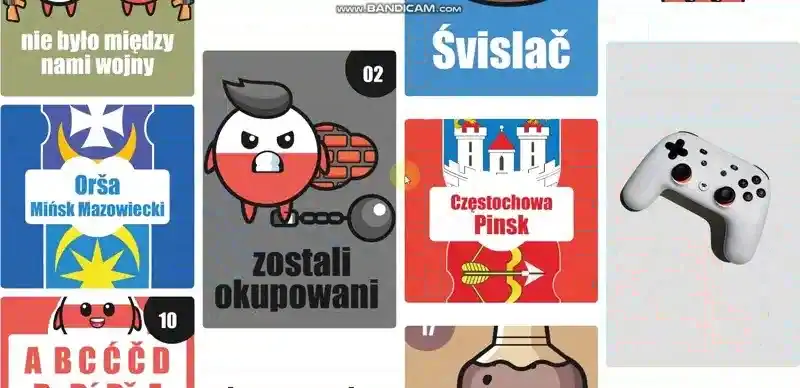 WWW.BANDICAM.COM
nie było między
nami wojny
Orša
Mińsk Mazowiecki
10
A B C Ć Č D
02
zostali
okupowani
Śvislač
Częstochowa
Pinsk
17